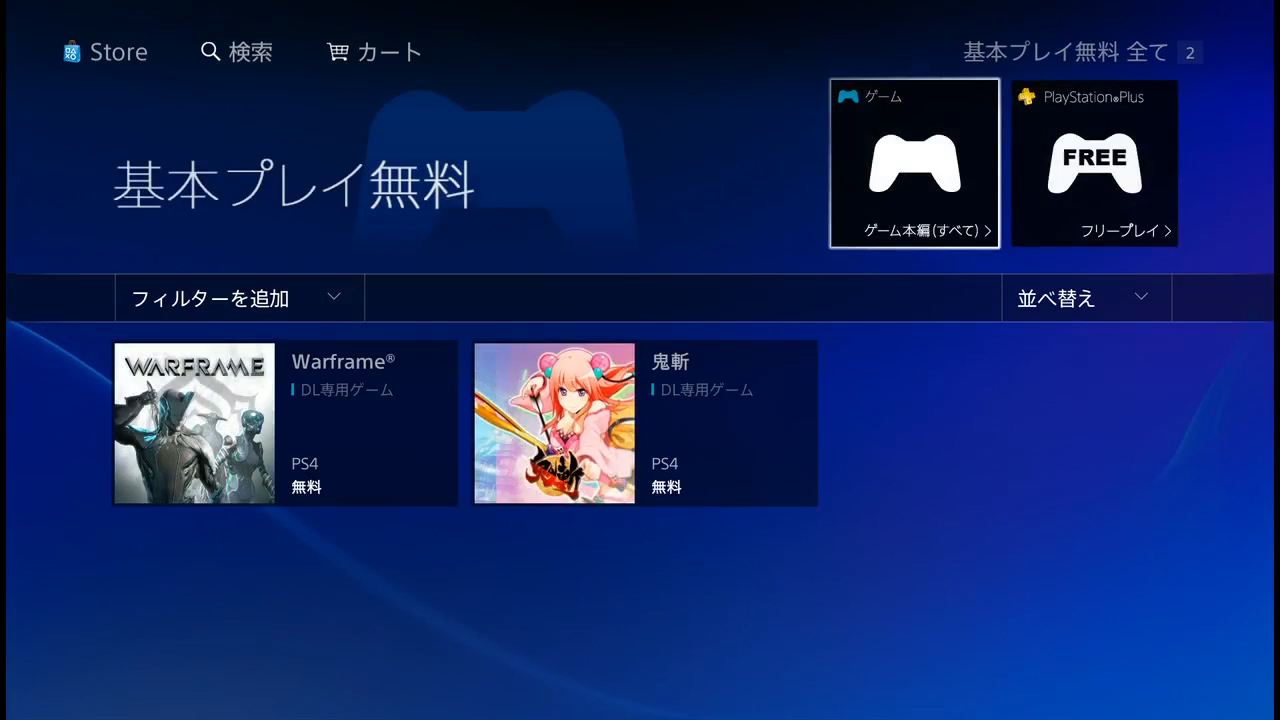 Store 検索 カート 基本プレイ無料 全て 2
ゲーム
ゲーム本編(すべて)
PlayStation®Plus
FREE
フリープレイ
基本プレイ無料
フィルターを追加 並べ替え
WARFRAME
Warframe®
DL専用ゲーム
PS4
無料
鬼斬
鬼斬
DL専用ゲーム
PS4
無料